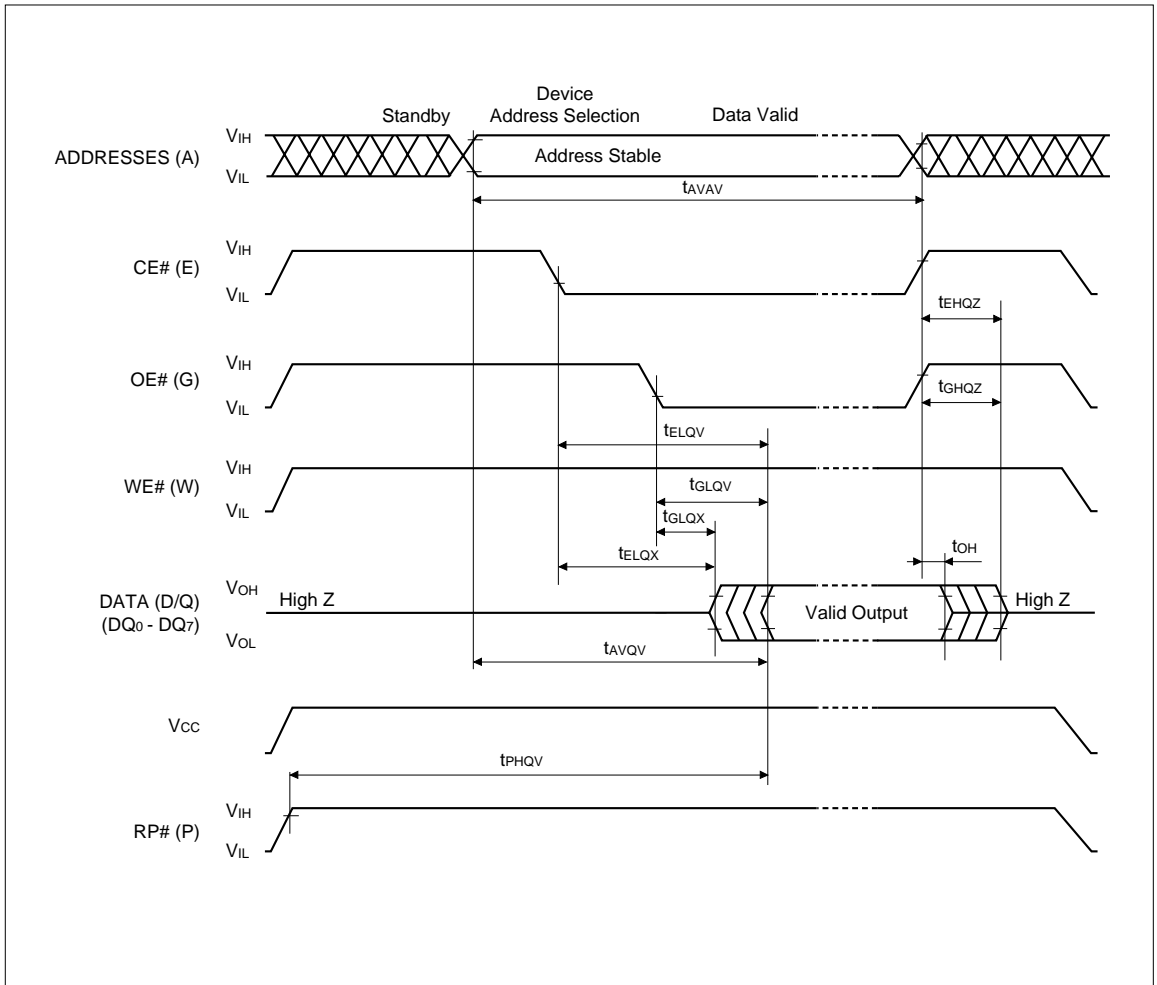 Device
Standby Address Selection Data Valid
VIH
ADDRESSES (A) Address Stable
VIL
tAVAV
VIH
CE# (E)
VIL
tEHQZ
VIH
OE# (G)
VIL
tGHQZ
tELQV
VIH
WE# (W)
VIL
tGLQV
tGLQX
tELQX
tOH
VOH
DATA (D/Q)
(DQ0 - DQ7)
High Z Valid Output High Z
VOL
tAVQV
VCC
tPHQV
VIH
RP# (P)
VIL